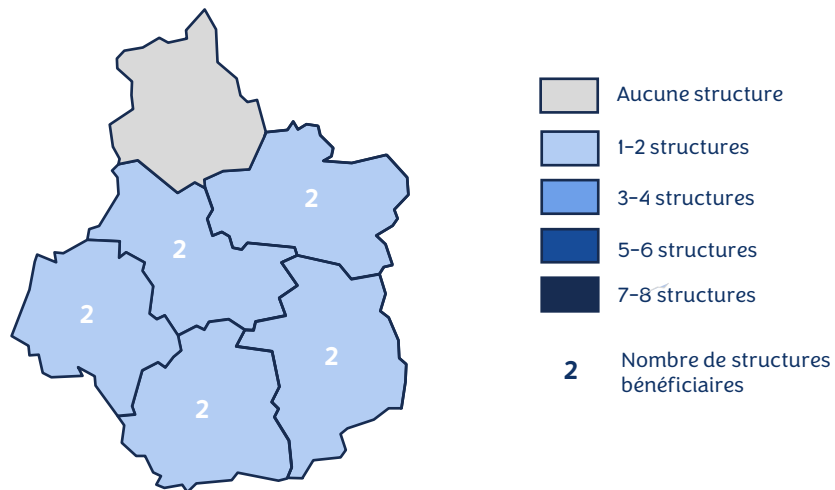 2
2
2
2
2
Aucune structure
1-2 structures
3-4 structures
5-6 structures
7-8 structures
2 Nombre de structures
bénéficiaires